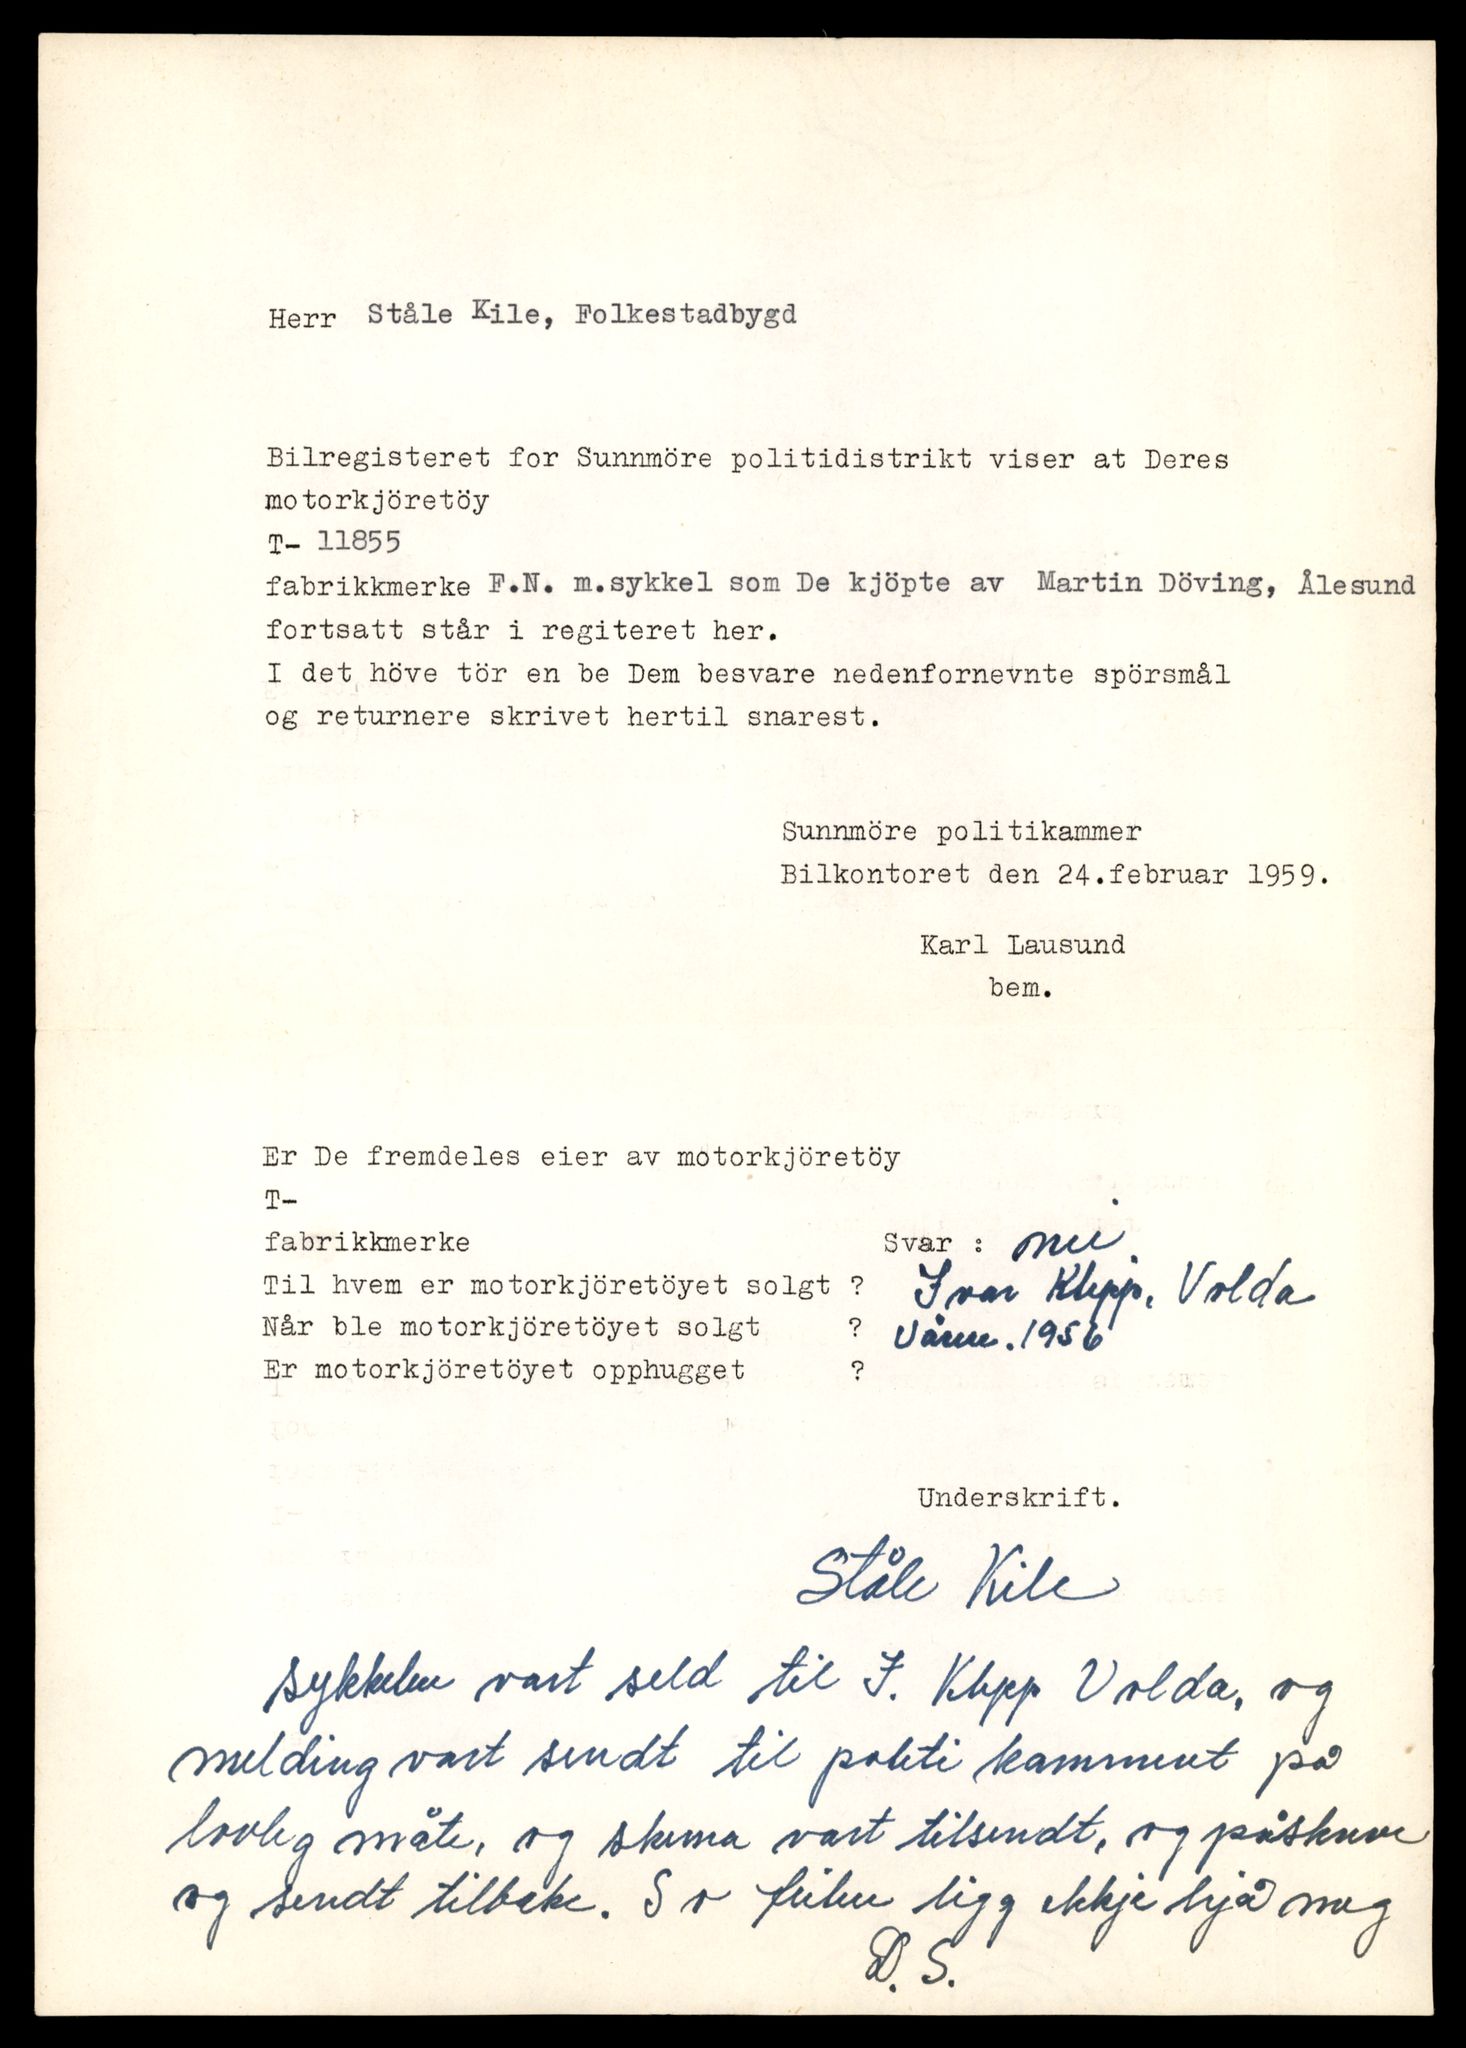 Herr Ståle Kile, Folkestadbygd
Bilregisteret for Sunnmöre politidistrikt viser at Deres
motorkjöretöy
T- 11855
fabrikkmerke F.N. m.sykkel som De kjöpte av Martin Döving, Ålesund
fortsatt står i regiteret her.
I det höve tör en be Dem besvare nedenfornevnte spörsmål
og returnere skrivet hertil snarest.
Sunnmöre politikammer
Bilkontoret den 24.februar 1959.
Karl Lausund
bem.
Er De fremdeles eier av motorkjöretöy
T-
fabrikkmerke Svar : nei.
Til hvem er motorkjöretöyet solgt ? Ivar Klepp, Volda
Når ble motorkjöretöyet solgt ? Våren. 1956
Er motorkjöretöyet opphugget ?
Underskrift.
Ståle Kile
sykkelen vart seld til I. Klepp Volda, og
melding vart sendt til politi kammeret på
lovleg måte, og skema vart tilsendt, og påskreve
og sendt tilbake. So feilen ligg ikkje hjå meg
D. S.